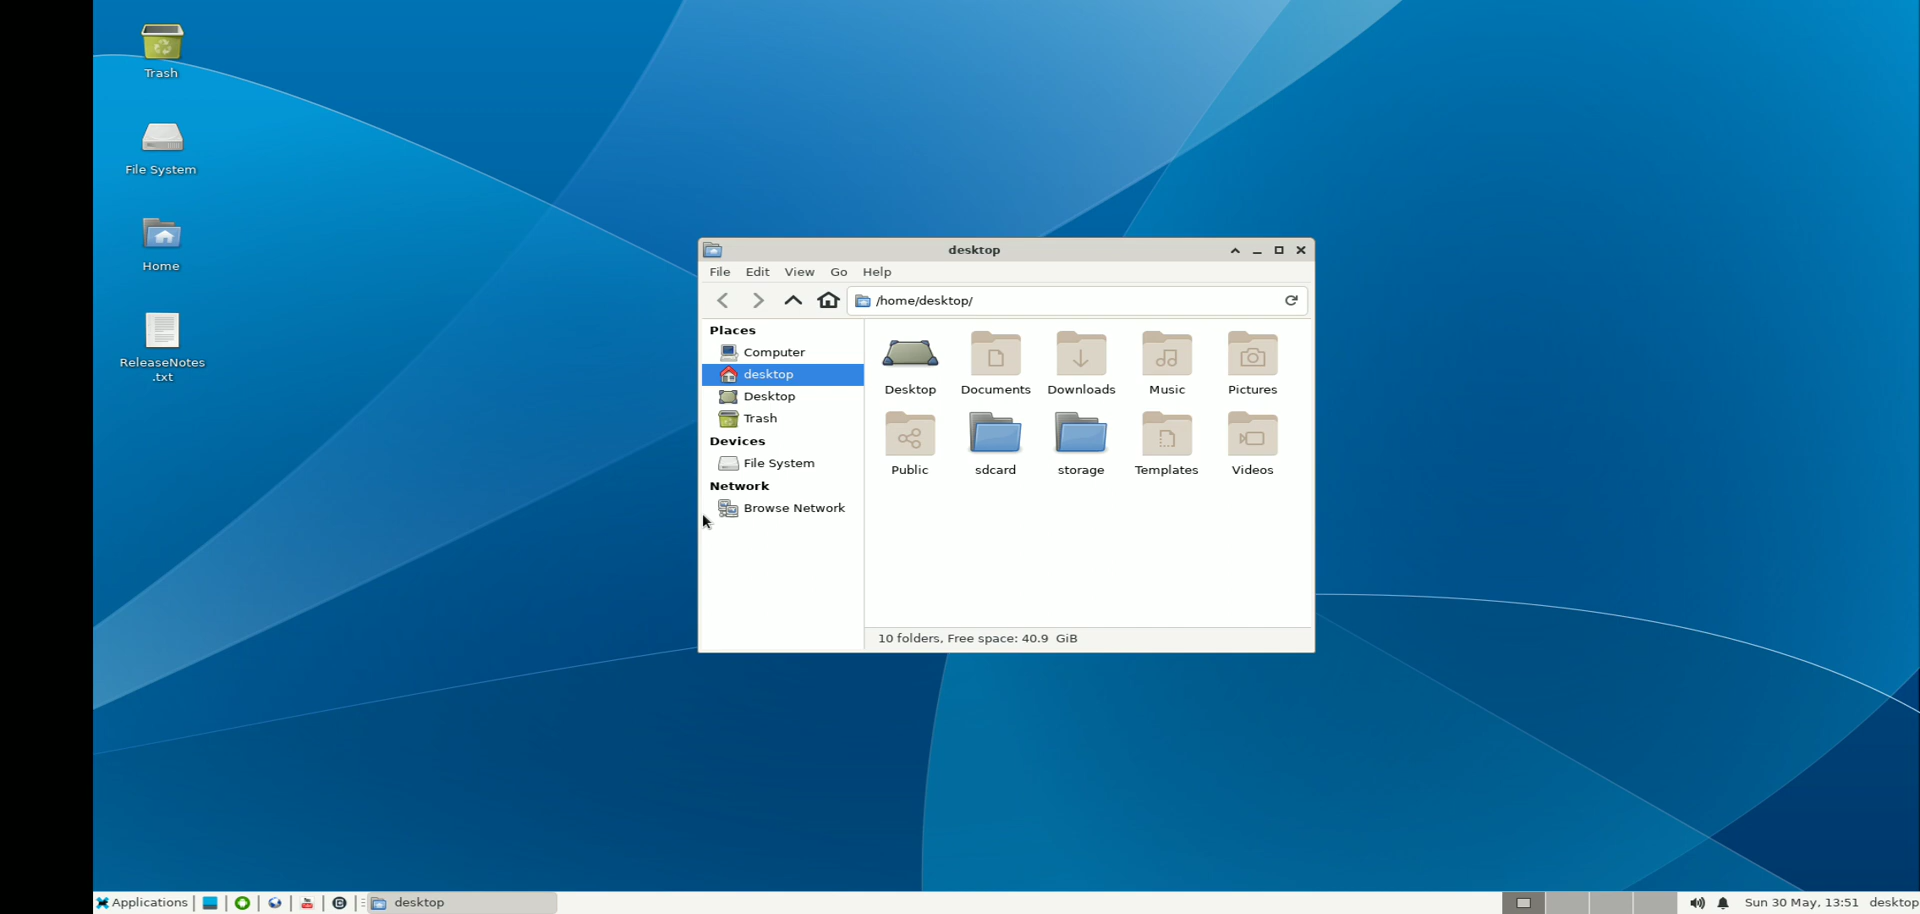 Trash
File System
Home
ReleaseNotes
.txt
desktop
File Edit View Go Help
/home/desktop/
Places
Computer
desktop
Desktop
Trash
Devices
File System
Network
Browse Network
Desktop Documents Downloads Music Pictures
Public sdcard storage Templates Videos
10 folders, Free space: 40.9 GiB
Applications desktop Sun 30 May, 13:51 desktop